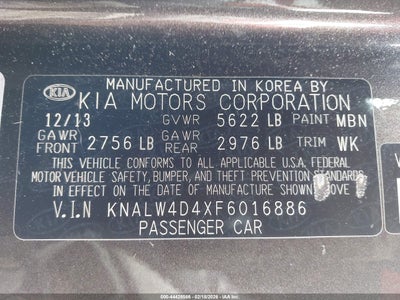 MANUFACTURED IN KOREA BY
KIA KIA MOTORS CORPORATION
12/13 GVWR 5622 LB PAINT MBN
GAWR FRONT 2756 LB GAWR REAR 2976 LB TRIM WK
THIS VEHICLE CONFORMS TO ALL APPLICABLE U.S.A. FEDERAL
MOTOR VEHICLE SAFETY, BUMPER, AND THEFT PREVENTION STANDARDS
IN EFFECT ON THE DATE OF MANUFACTURE SHOWN ABOVE.
V.I.N KNALW4D4XF6016886
PASSENGER CAR